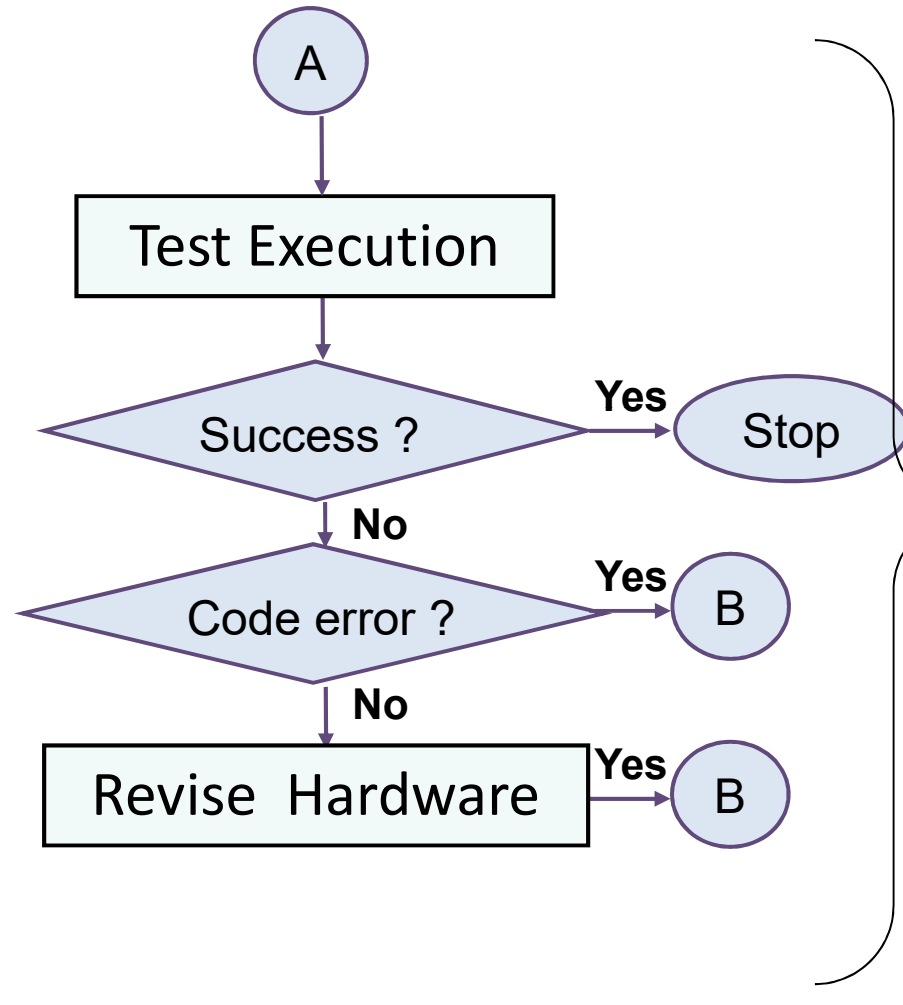 A
Test Execution
Success ?
Yes
Stop
No
Code error ?
Yes
B
No
Revise Hardware
Yes
B